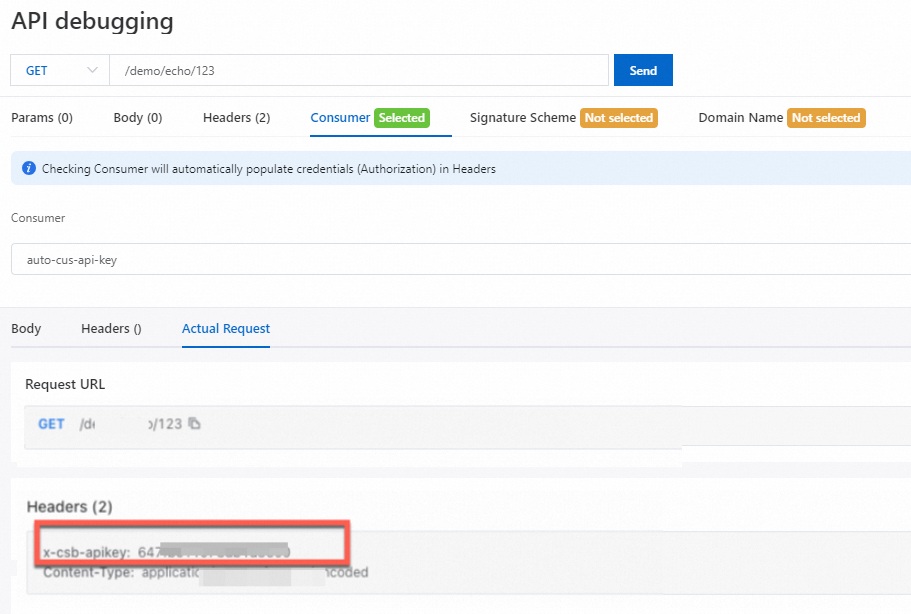 API debugging
GET /demo/echo/123 Send
Params (0) Body (0) Headers (2) Consumer Selected Signature Scheme Not selected Domain Name Not selected
Checking Consumer will automatically populate credentials (Authorization) in Headers
Consumer
auto-cus-api-key
Body Headers () Actual Request
Request URL
GET /123
Headers (2)
x-csb-apikey:
Content-Type: